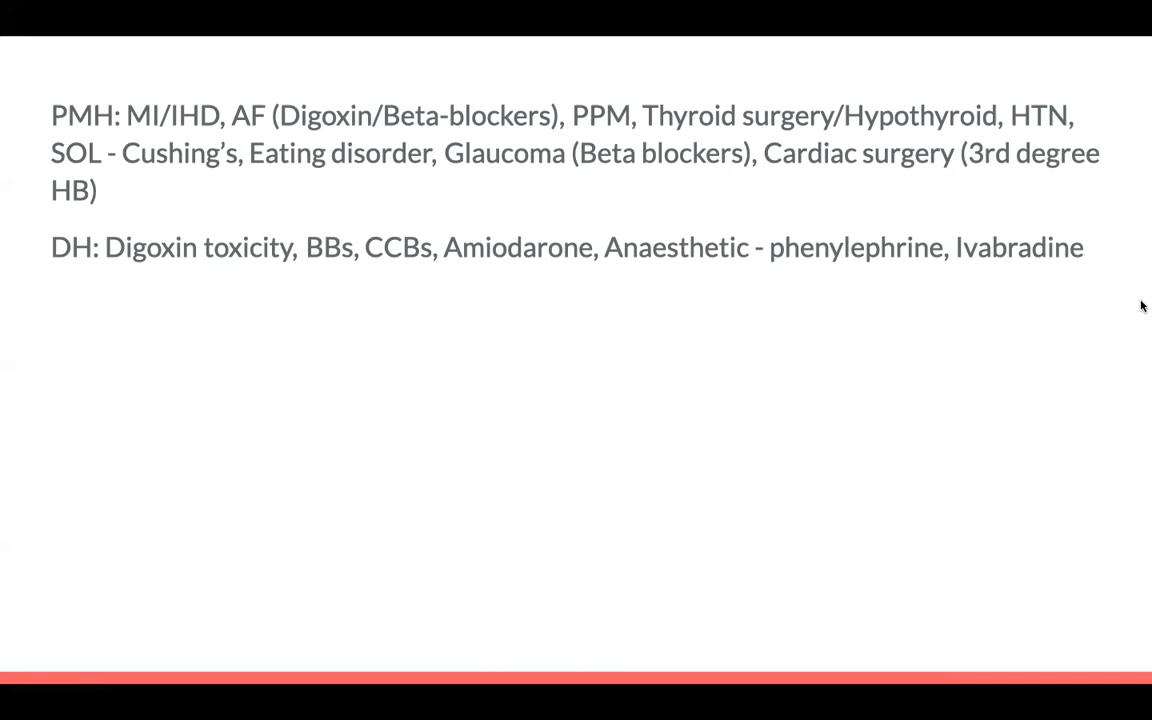 PMH: MI/IHD, AF (Digoxin/Beta-blockers), PPM, Thyroid surgery/Hypothyroid, HTN,
SOL - Cushing’s, Eating disorder, Glaucoma (Beta blockers), Cardiac surgery (3rd degree
HB)
DH: Digoxin toxicity, BBs, CCBs, Amiodarone, Anaesthetic - phenylephrine, Ivabradine